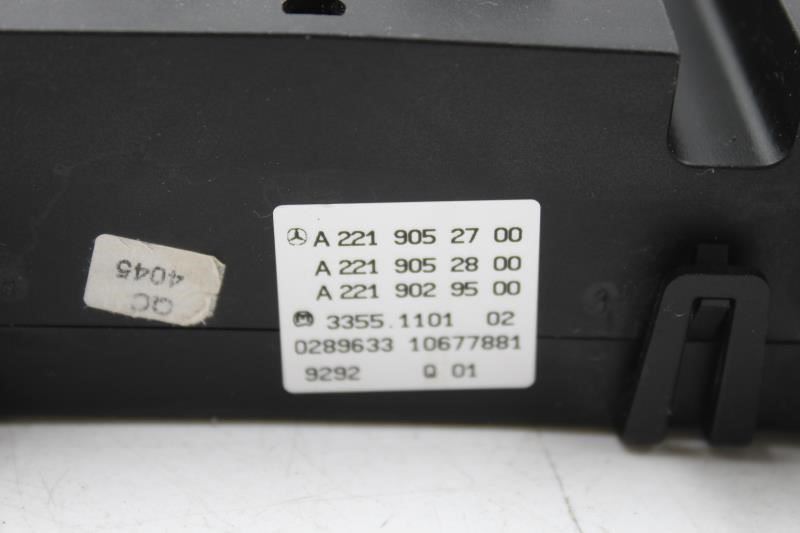 A 221 905 27 00
A 221 905 28 00
A 221 902 95 00
3355.1101 02
0289633 10677881
9292 Q 01
QC
4045